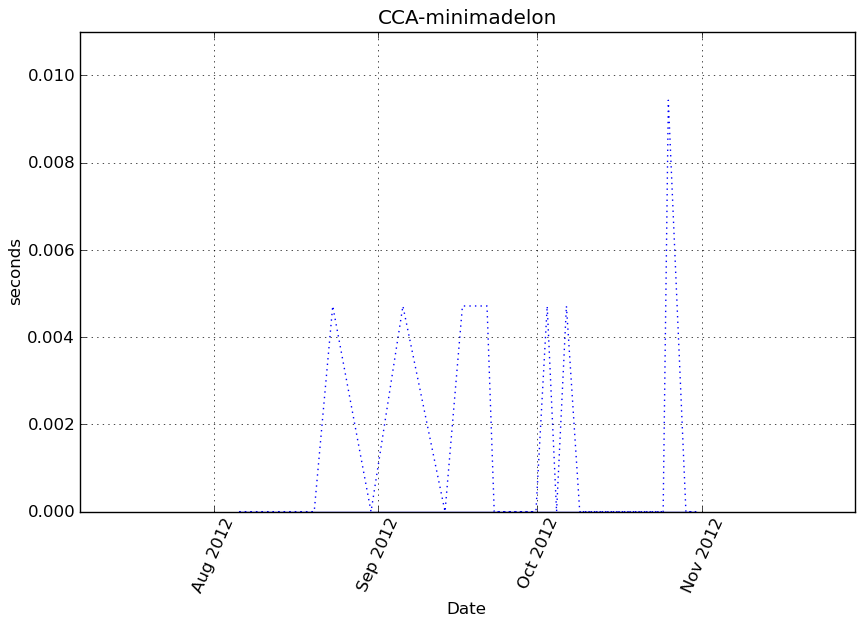 CCA-minimadelon
0.010
0.008
0.006
0.004
0.002
0.000
seconds
Aug 2012
Sep 2012
Oct 2012
Nov 2012
Date